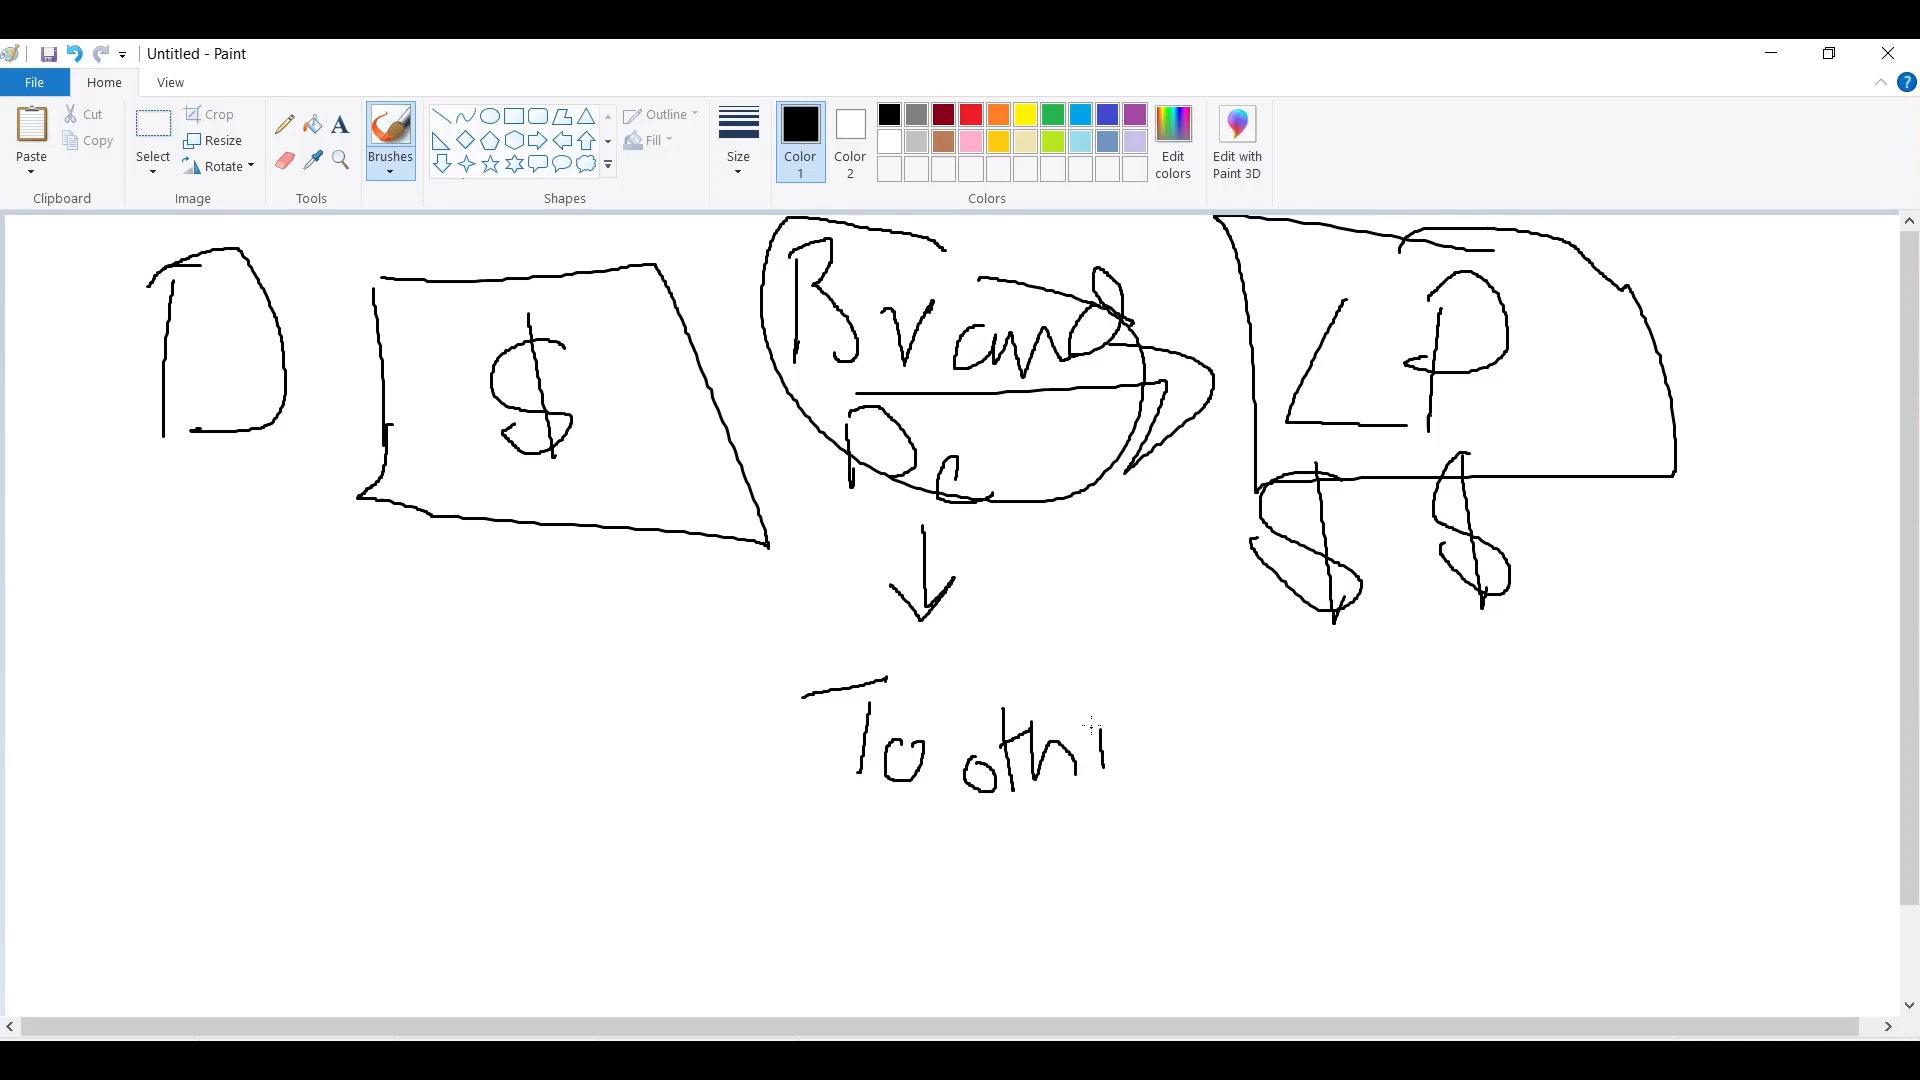 Untitled - Paint
File
Home
View
Paste
Cut
Copy
Clipboard
Select
Crop
Resize
Rotate
Image
A
Tools
Brushes
Shapes
Outline
Fill
Size
Color 1
Color 2
Edit colors
Colors
Edit with Paint 3D
?
D
$
Brand
LP
$ $
To oth